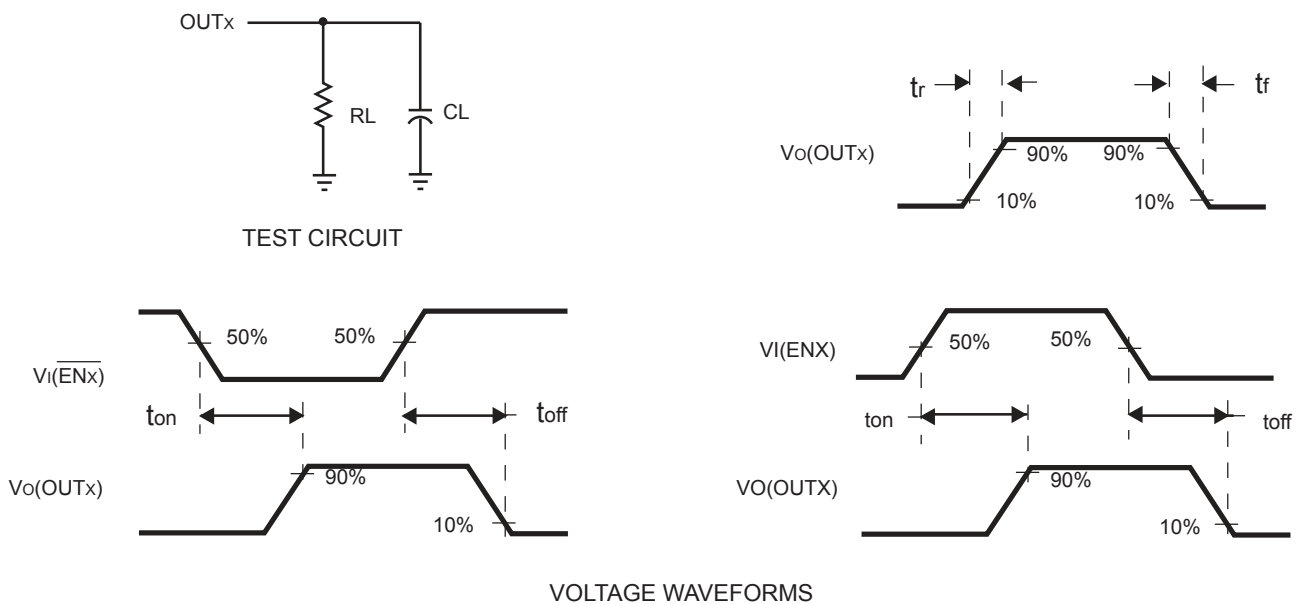 OUTx
RL
CL
TEST CIRCUIT
tr
tf
VO(OUTx)
90%
90%
10%
10%
VI(ENx)
50%
50%
ton
toff
VO(OUTx)
90%
10%
VI(ENX)
50%
50%
ton
toff
VO(OUTX)
90%
10%
VOLTAGE WAVEFORMS